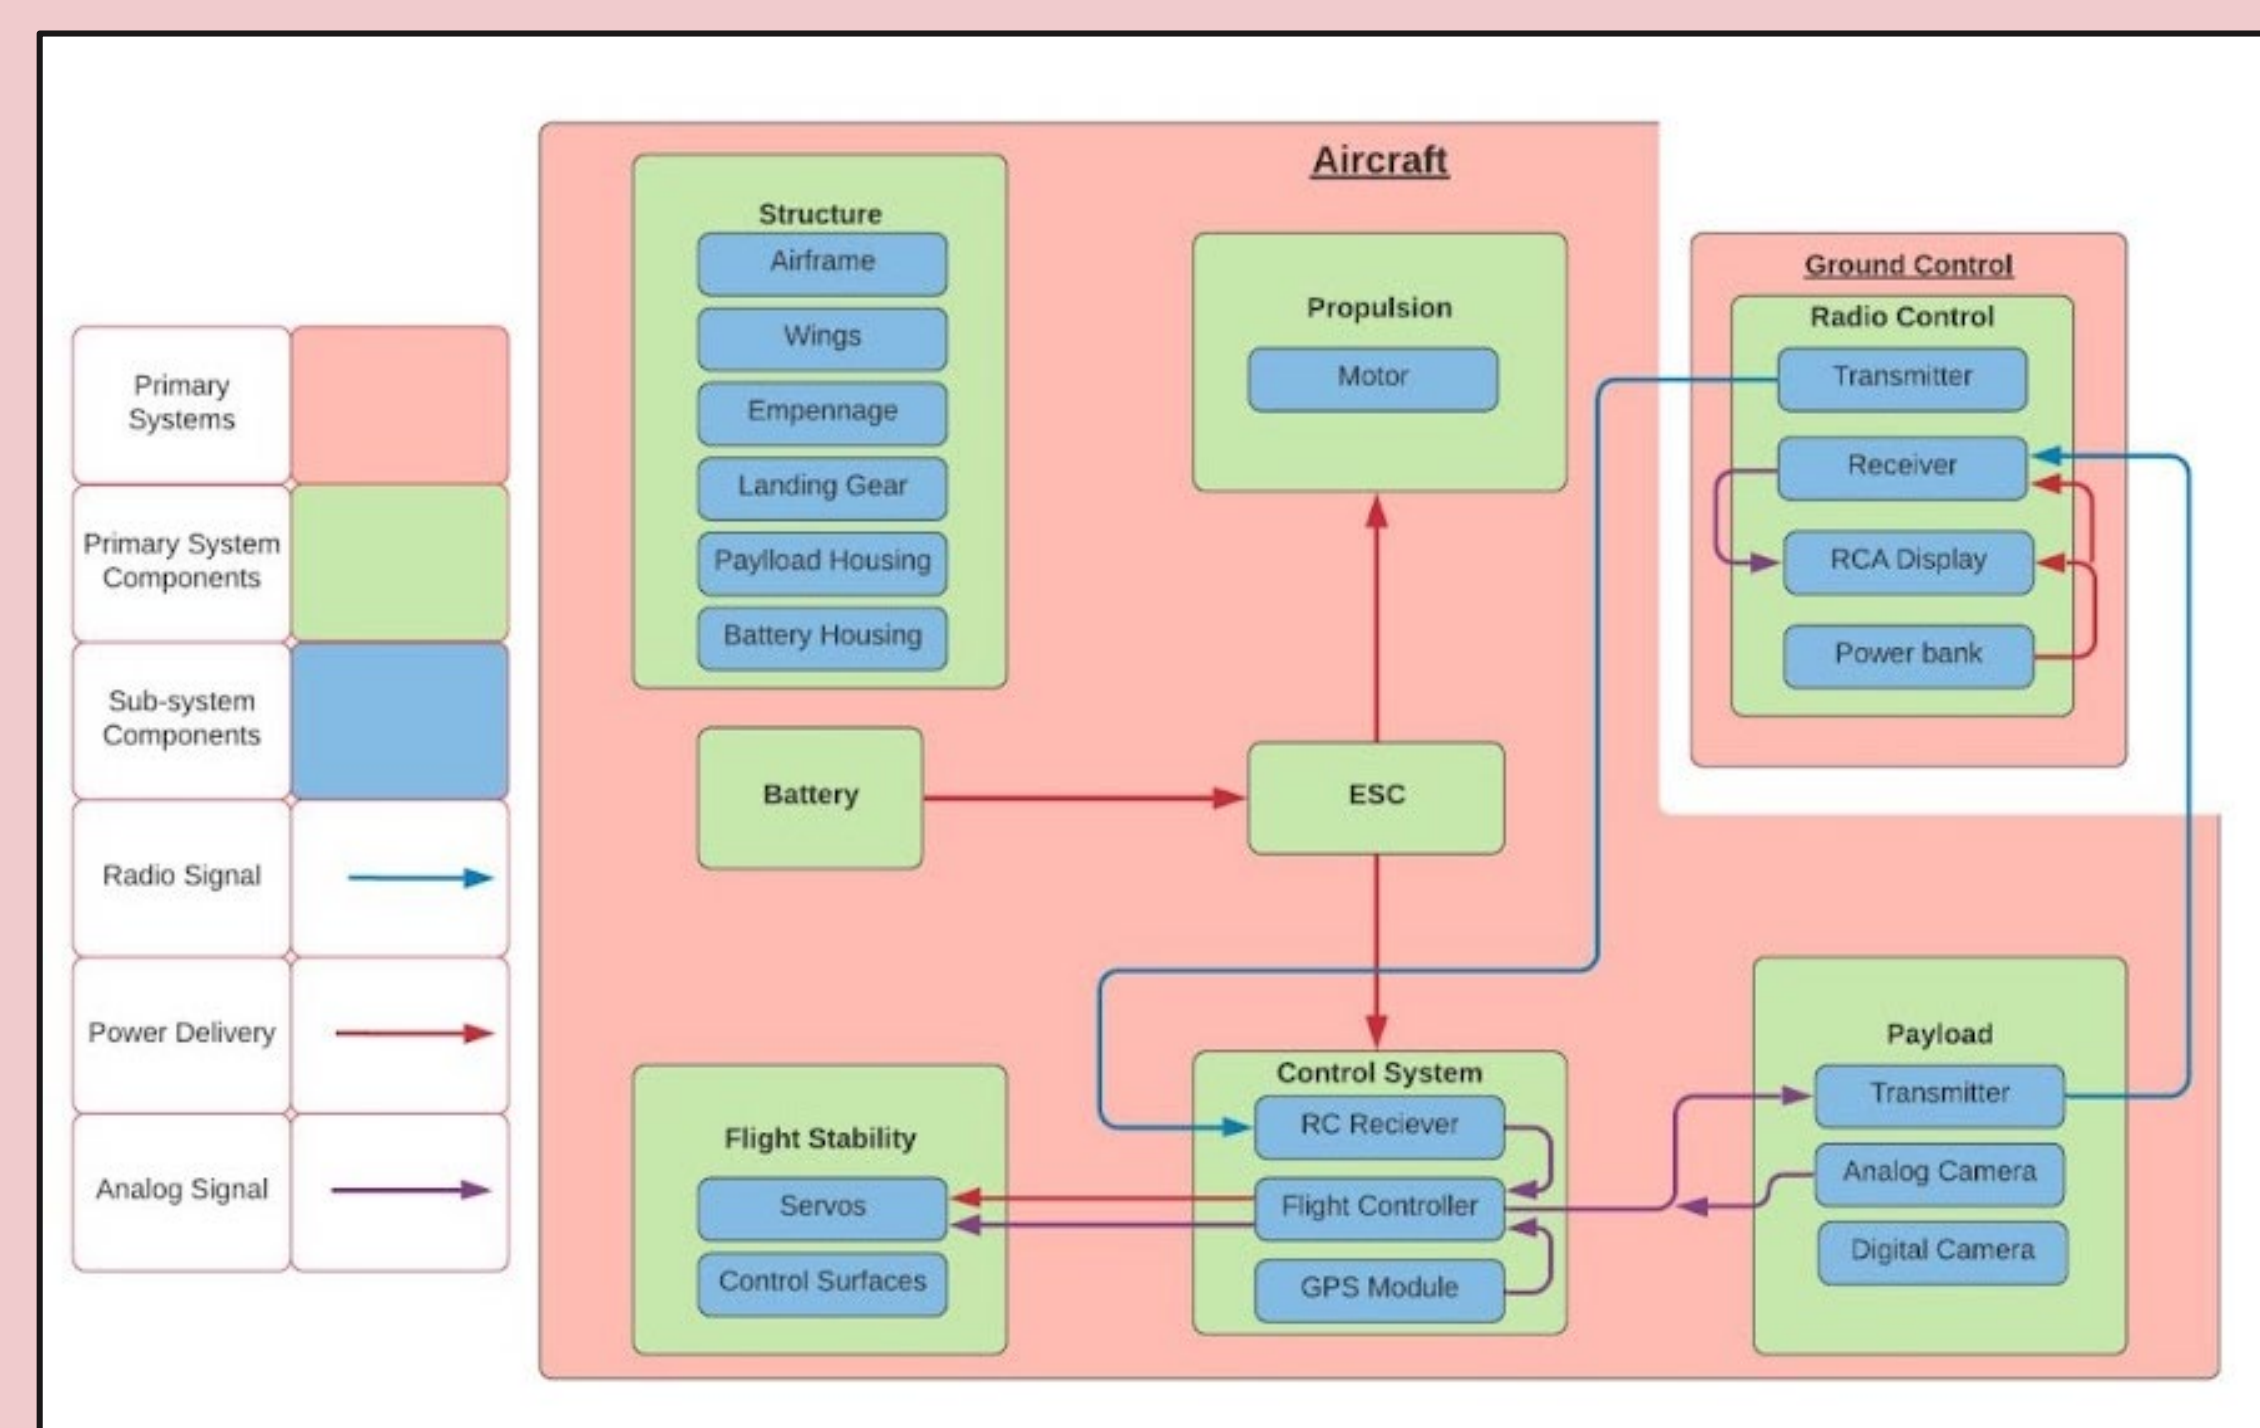 Primary
Systems
Primary System
Components
Sub-system
Components
Radio Signal
Power Delivery
Analog Signal
Aircraft
Structure
Airframe
Wings
Empennage
Landing Gear
Paylload Housing
Battery Housing
Propulsion
Motor
Ground Control
Radio Control
Transmitter
Receiver
RCA Display
Power bank
Battery
ESC
Flight Stability
Servos
Control Surfaces
Control System
RC Reciever
Flight Controller
GPS Module
Payload
Transmitter
Analog Camera
Digital Camera